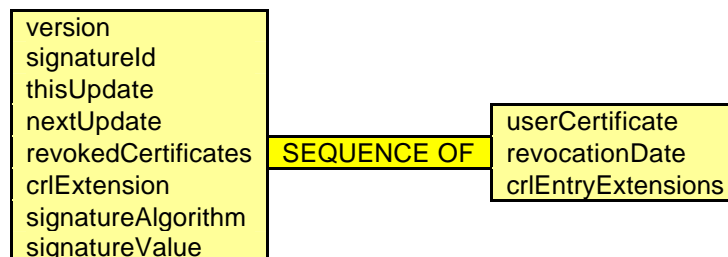 version
signatureId
thisUpdate
nextUpdate
revokedCertificates
crlExtension
signatureAlgorithm
signatureValue
SEQUENCE OF
userCertificate
revocationDate
crlEntryExtensions